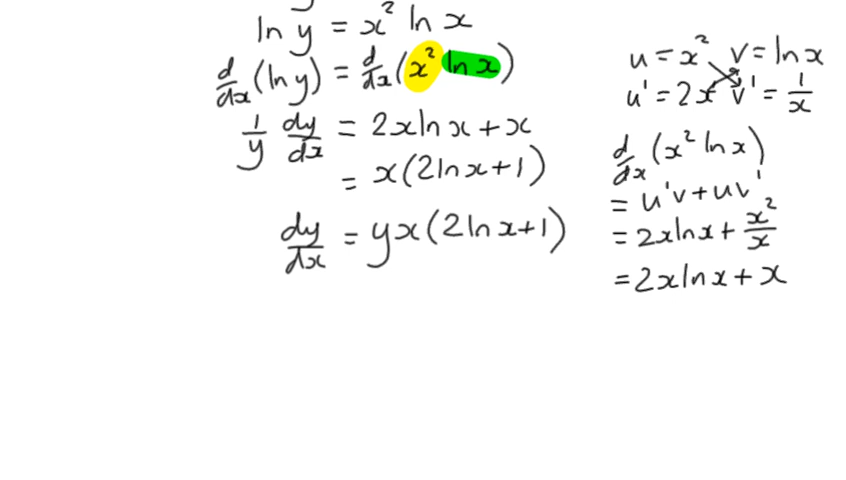 ln y = x² ln x
d/dx (ln y) = d/dx (x² ln x)
1/y dy/dx = 2x ln x + x
= x(2 ln x + 1)
dy/dx = yx(2 ln x + 1)
u = x² v = ln x
u' = 2x v' = 1/x
d/dx (x² ln x)
= u'v + uv'
= 2x ln x + x²/x
= 2x ln x + x